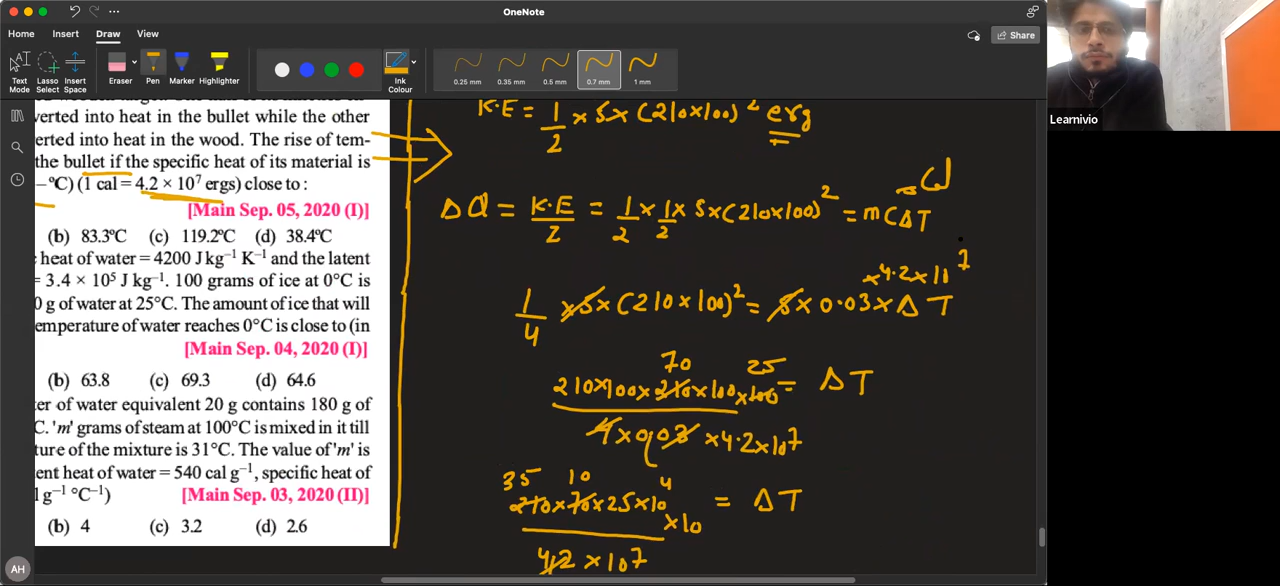 OneNote
Home Insert Draw View
Share
Text Mode
Lasso Select
Insert Space
Eraser
Pen
Marker
Highlighter
Ink Colour
0.25 mm 0.35 mm 0.5 mm 0.7 mm 1 mm
verted into heat in the bullet while the other
erted into heat in the wood. The rise of tem-
the bullet if the specific heat of its material is
–°C) (1 cal = 4.2 × 10⁷ ergs) close to :
[Main Sep. 05, 2020 (I)]
(b) 83.3°C (c) 119.2°C (d) 38.4°C
heat of water = 4200 J kg⁻¹ K⁻¹ and the latent
= 3.4 × 10⁵ J kg⁻¹. 100 grams of ice at 0°C is
0 g of water at 25°C. The amount of ice that will
emperature of water reaches 0°C is close to (in
[Main Sep. 04, 2020 (I)]
(b) 63.8 (c) 69.3 (d) 64.6
ter of water equivalent 20 g contains 180 g of
C. 'm' grams of steam at 100°C is mixed in it till
ture of the mixture is 31°C. The value of 'm' is
ent heat of water = 540 cal g⁻¹, specific heat of
l g⁻¹ °C⁻¹) [Main Sep. 03, 2020 (II)]
(b) 4 (c) 3.2 (d) 2.6
K.E = 1/2 × 5 × (210×100)² erg
Cal
ΔQ = K.E/2 = 1/2 × 1/2 × 5 × (210×100)² = mCΔT
×4.2×10⁷
1/4 × 5 × (210×100)² = 5 × 0.03 × ΔT
70 25
210×100×210×100×100 = ΔT
4×0.03×4.2×10⁷
35 10
210×70×25×10⁴ ×10 = ΔT
4.2 × 10⁷
Learnivio
AH